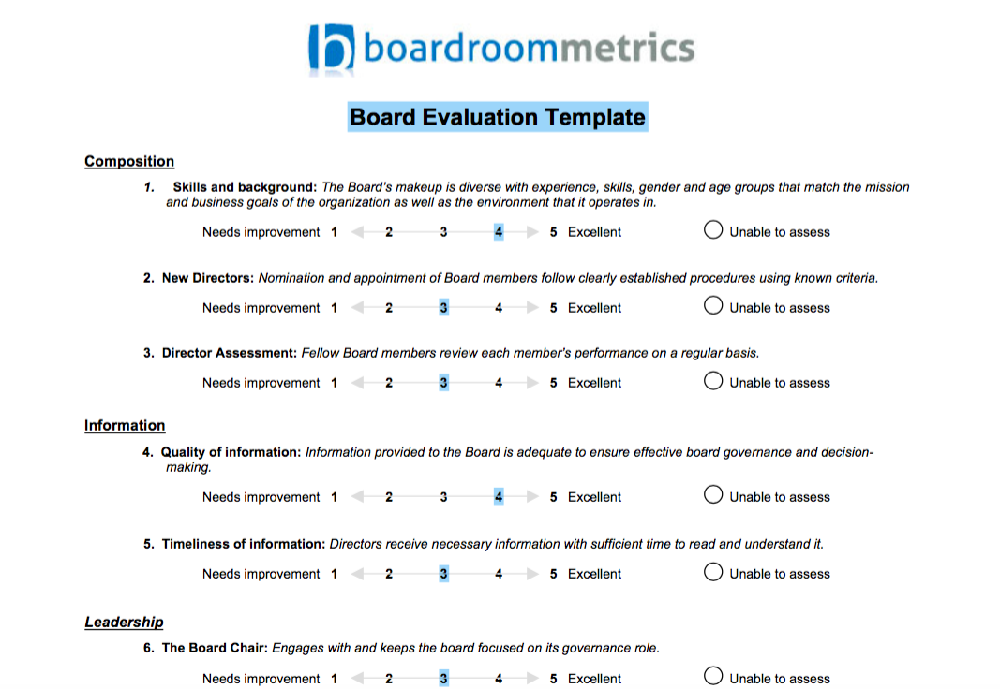 boardroommetrics
Board Evaluation Template
Composition
1. Skills and background: The Board's makeup is diverse with experience, skills, gender and age groups that match the mission
and business goals of the organization as well as the environment that it operates in.
Needs improvement 1 2 3 4 5 Excellent Unable to assess
2. New Directors: Nomination and appointment of Board members follow clearly established procedures using known criteria.
Needs improvement 1 2 3 4 5 Excellent Unable to assess
3. Director Assessment: Fellow Board members review each member's performance on a regular basis.
Needs improvement 1 2 3 4 5 Excellent Unable to assess
Information
4. Quality of information: Information provided to the Board is adequate to ensure effective board governance and decision-
making.
Needs improvement 1 2 3 4 5 Excellent Unable to assess
5. Timeliness of information: Directors receive necessary information with sufficient time to read and understand it.
Needs improvement 1 2 3 4 5 Excellent Unable to assess
Leadership
6. The Board Chair: Engages with and keeps the board focused on its governance role.
Needs improvement 1 2 3 4 5 Excellent Unable to assess